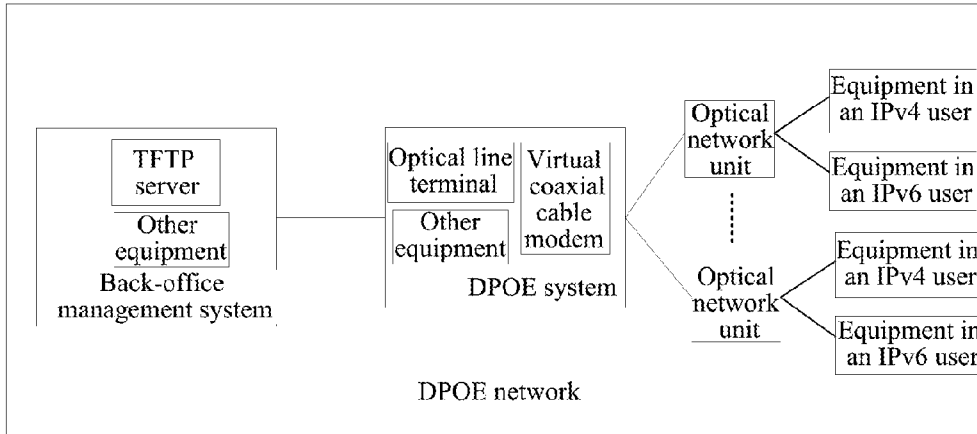 TFTP
server
Other
equipment
Back-office
management system
Optical line
terminal
Other
equipment
Virtual
coaxial
cable
modem
DPOE system
Optical
network
unit
Optical
network
unit
Equipment in
an IPv4 user
Equipment in
an IPv6 user
Equipment in
an IPv4 user
Equipment in
an IPv6 user
DPOE network